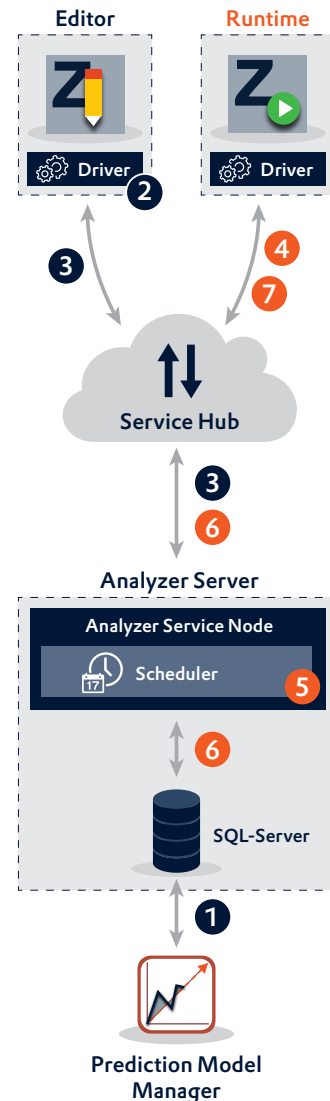 Editor
Runtime
Z
Z
Driver
2
Driver
3
4
7
Service Hub
3
6
Analyzer Server
Analyzer Service Node
17
Scheduler
5
6
SQL-Server
1
Prediction Model
Manager